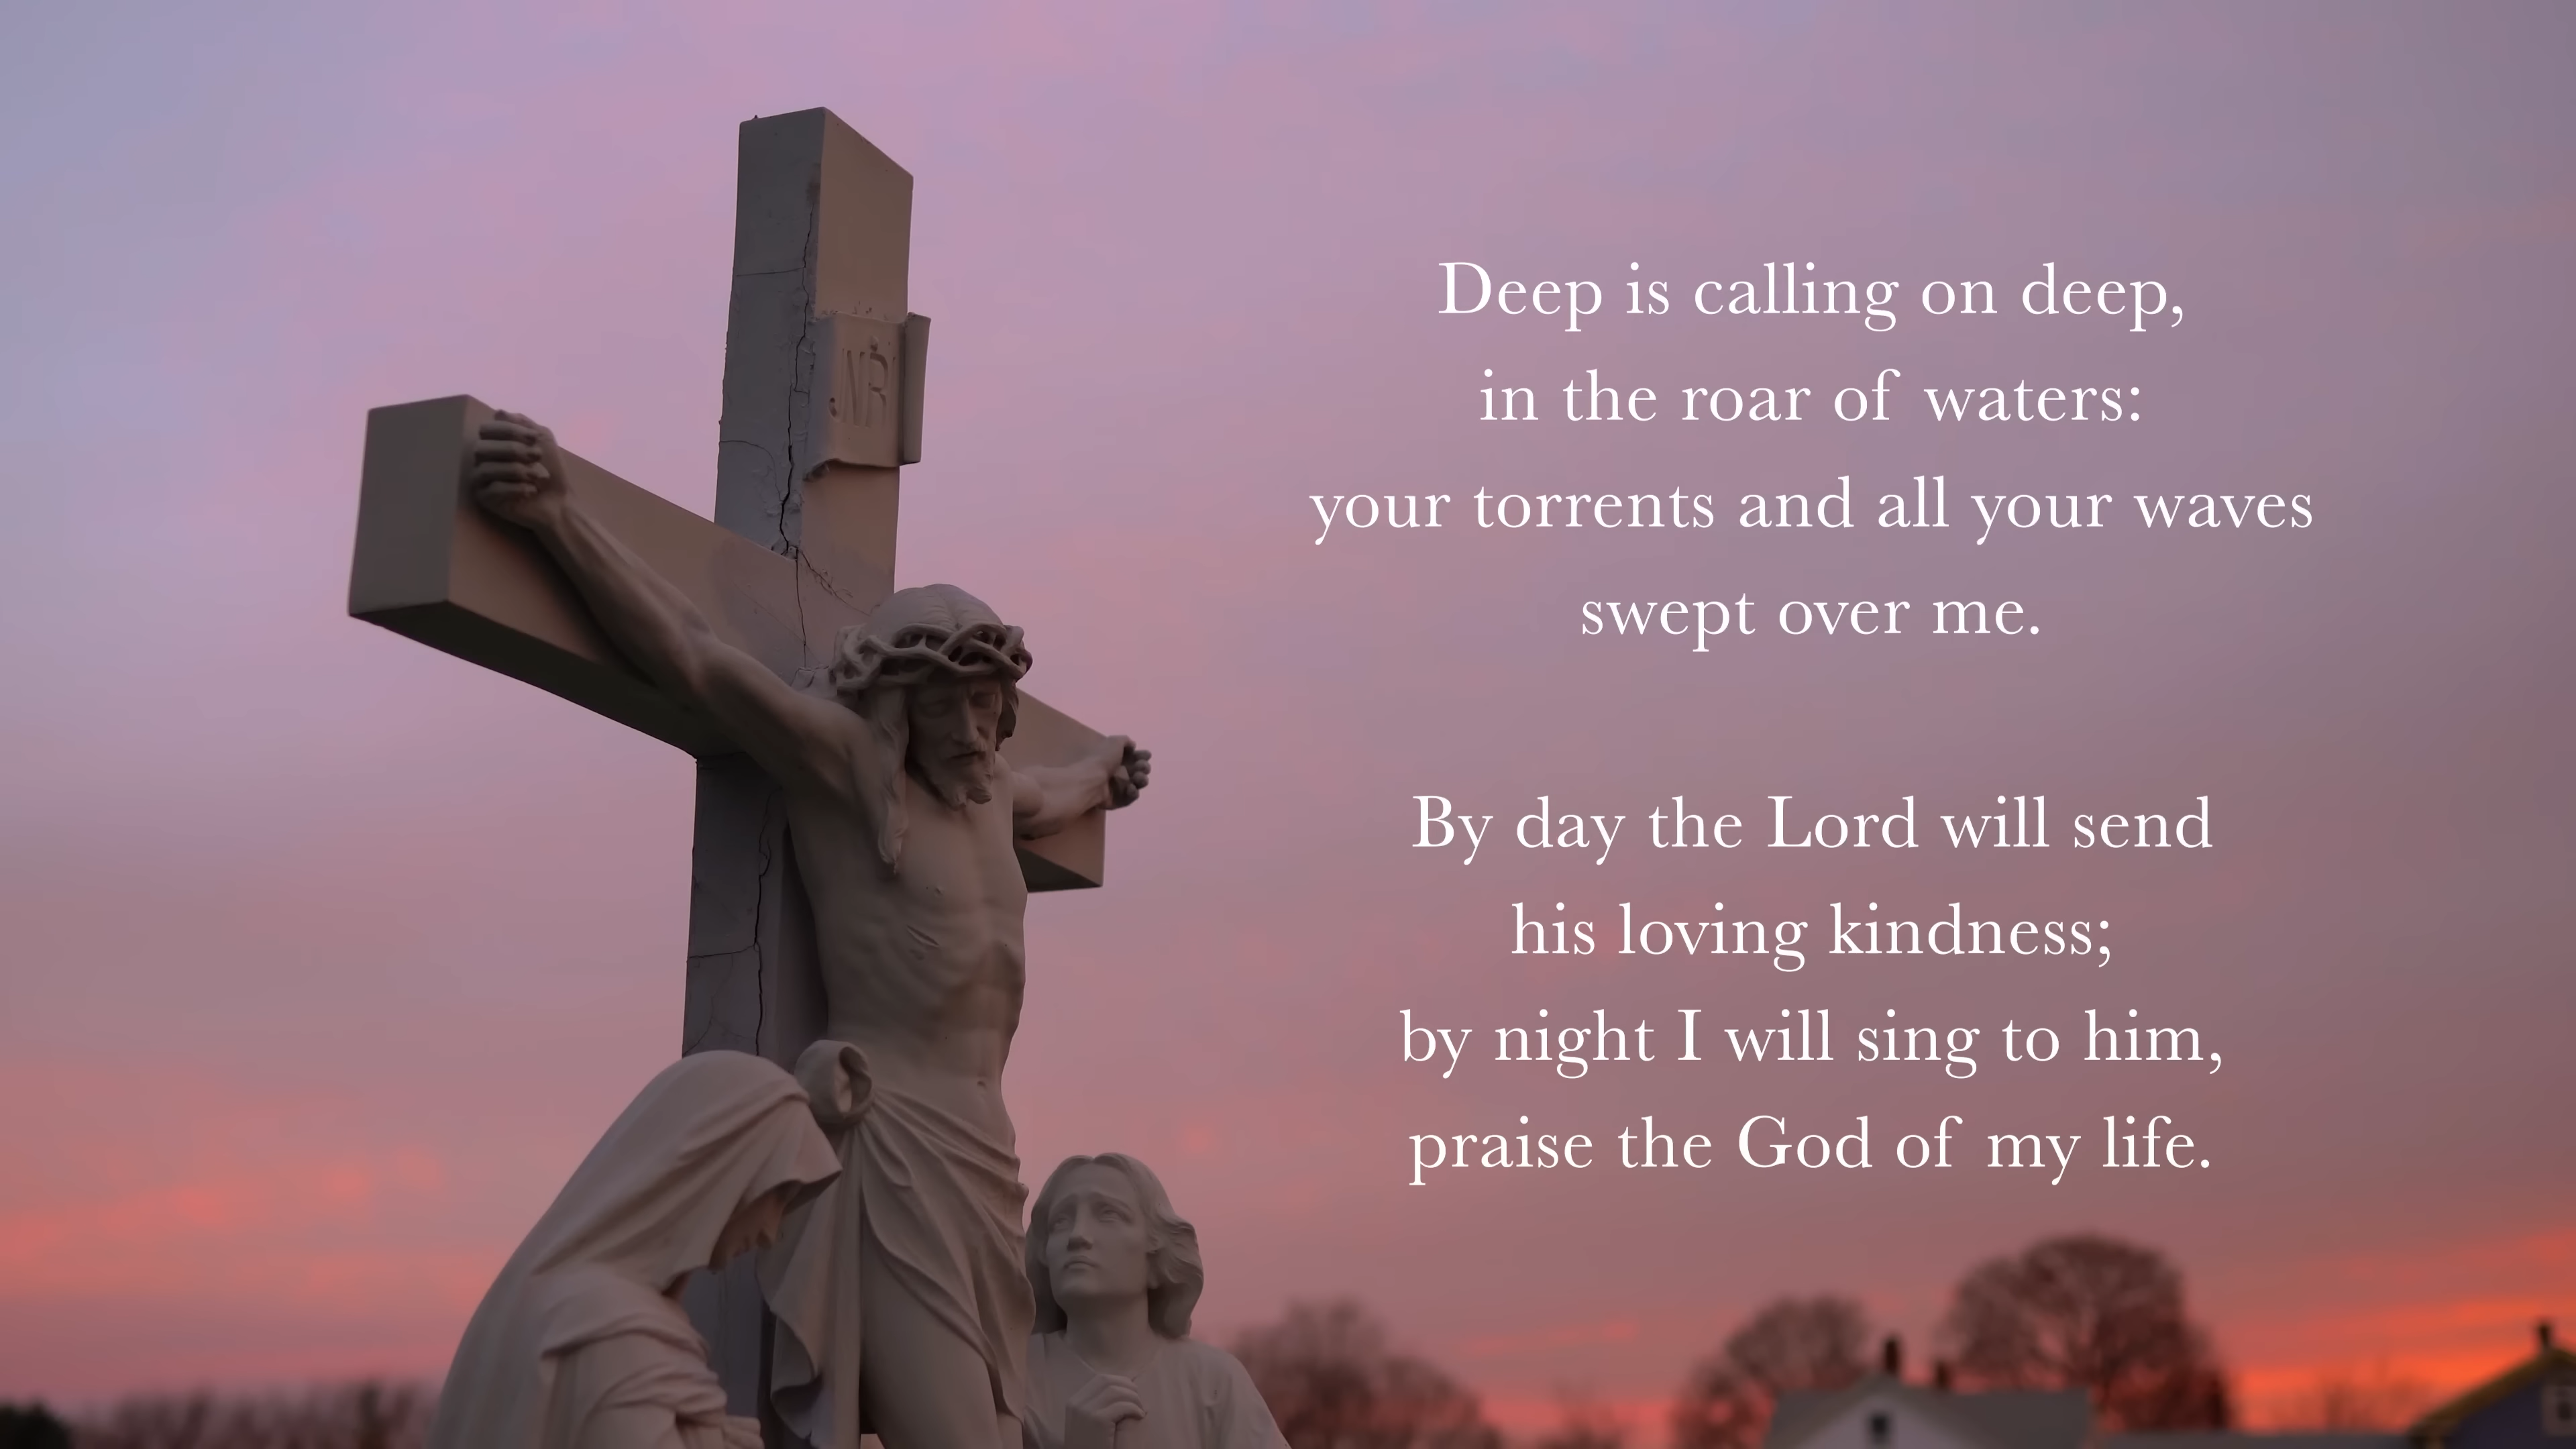 INRI
Deep is calling on deep,
in the roar of waters:
your torrents and all your waves
swept over me.
By day the Lord will send
his loving kindness;
by night I will sing to him,
praise the God of my life.